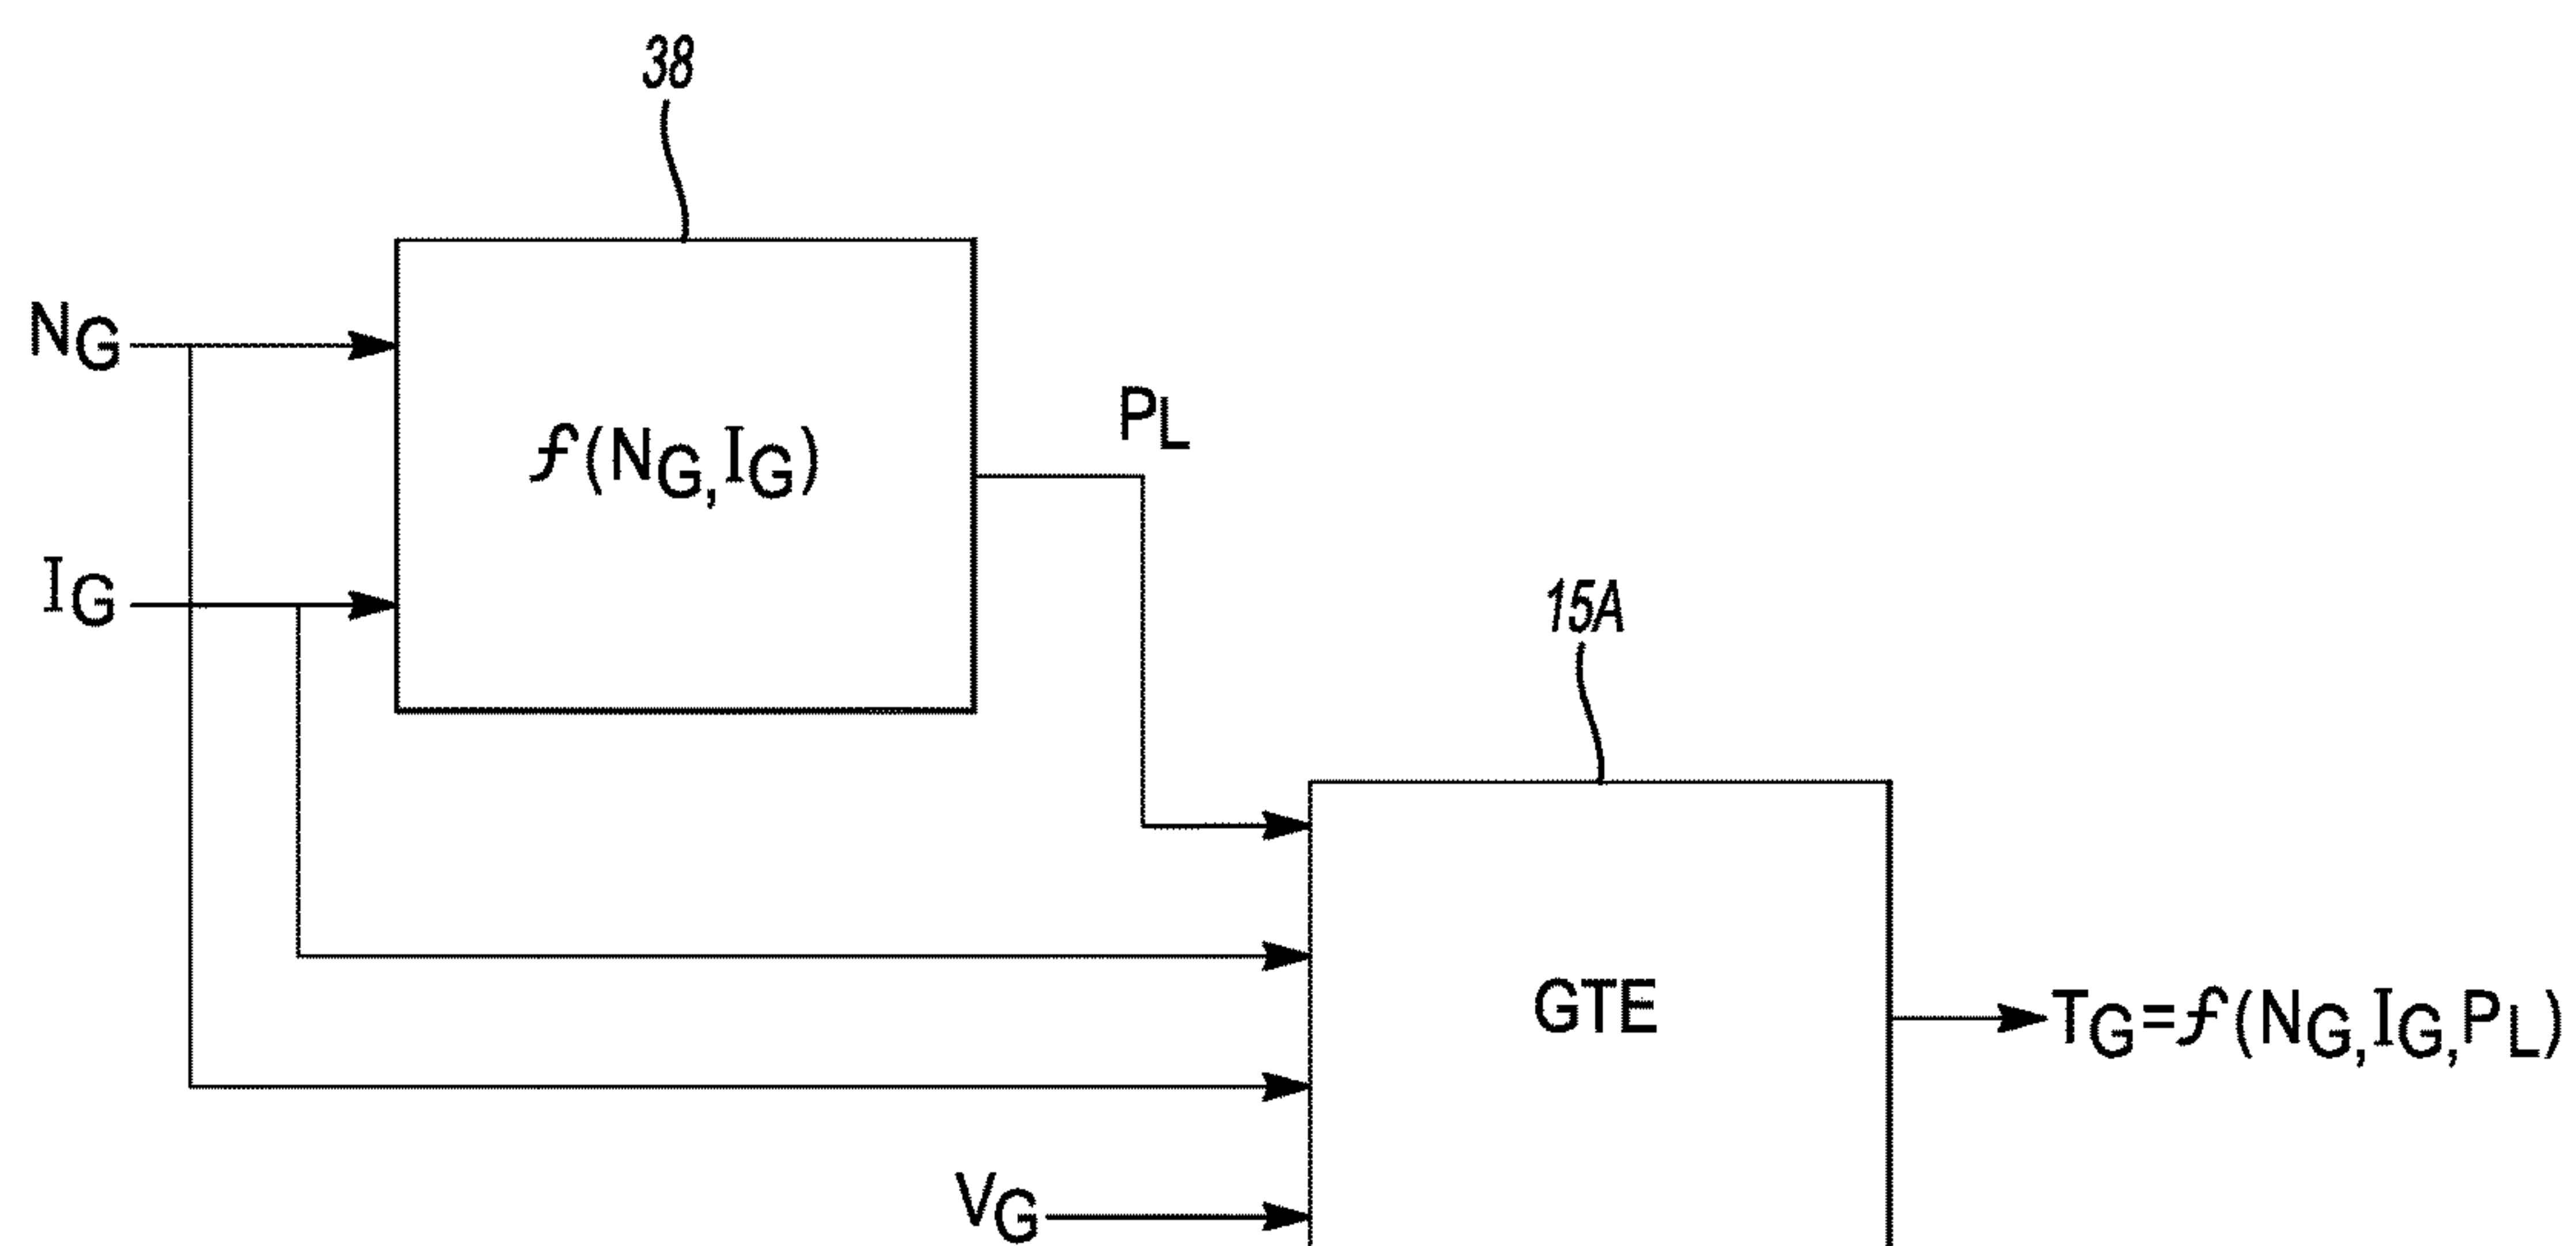 38
NG
f(NG,IG)
PL
IG
15A
GTE
TG=f(NG,IG,PL)
VG